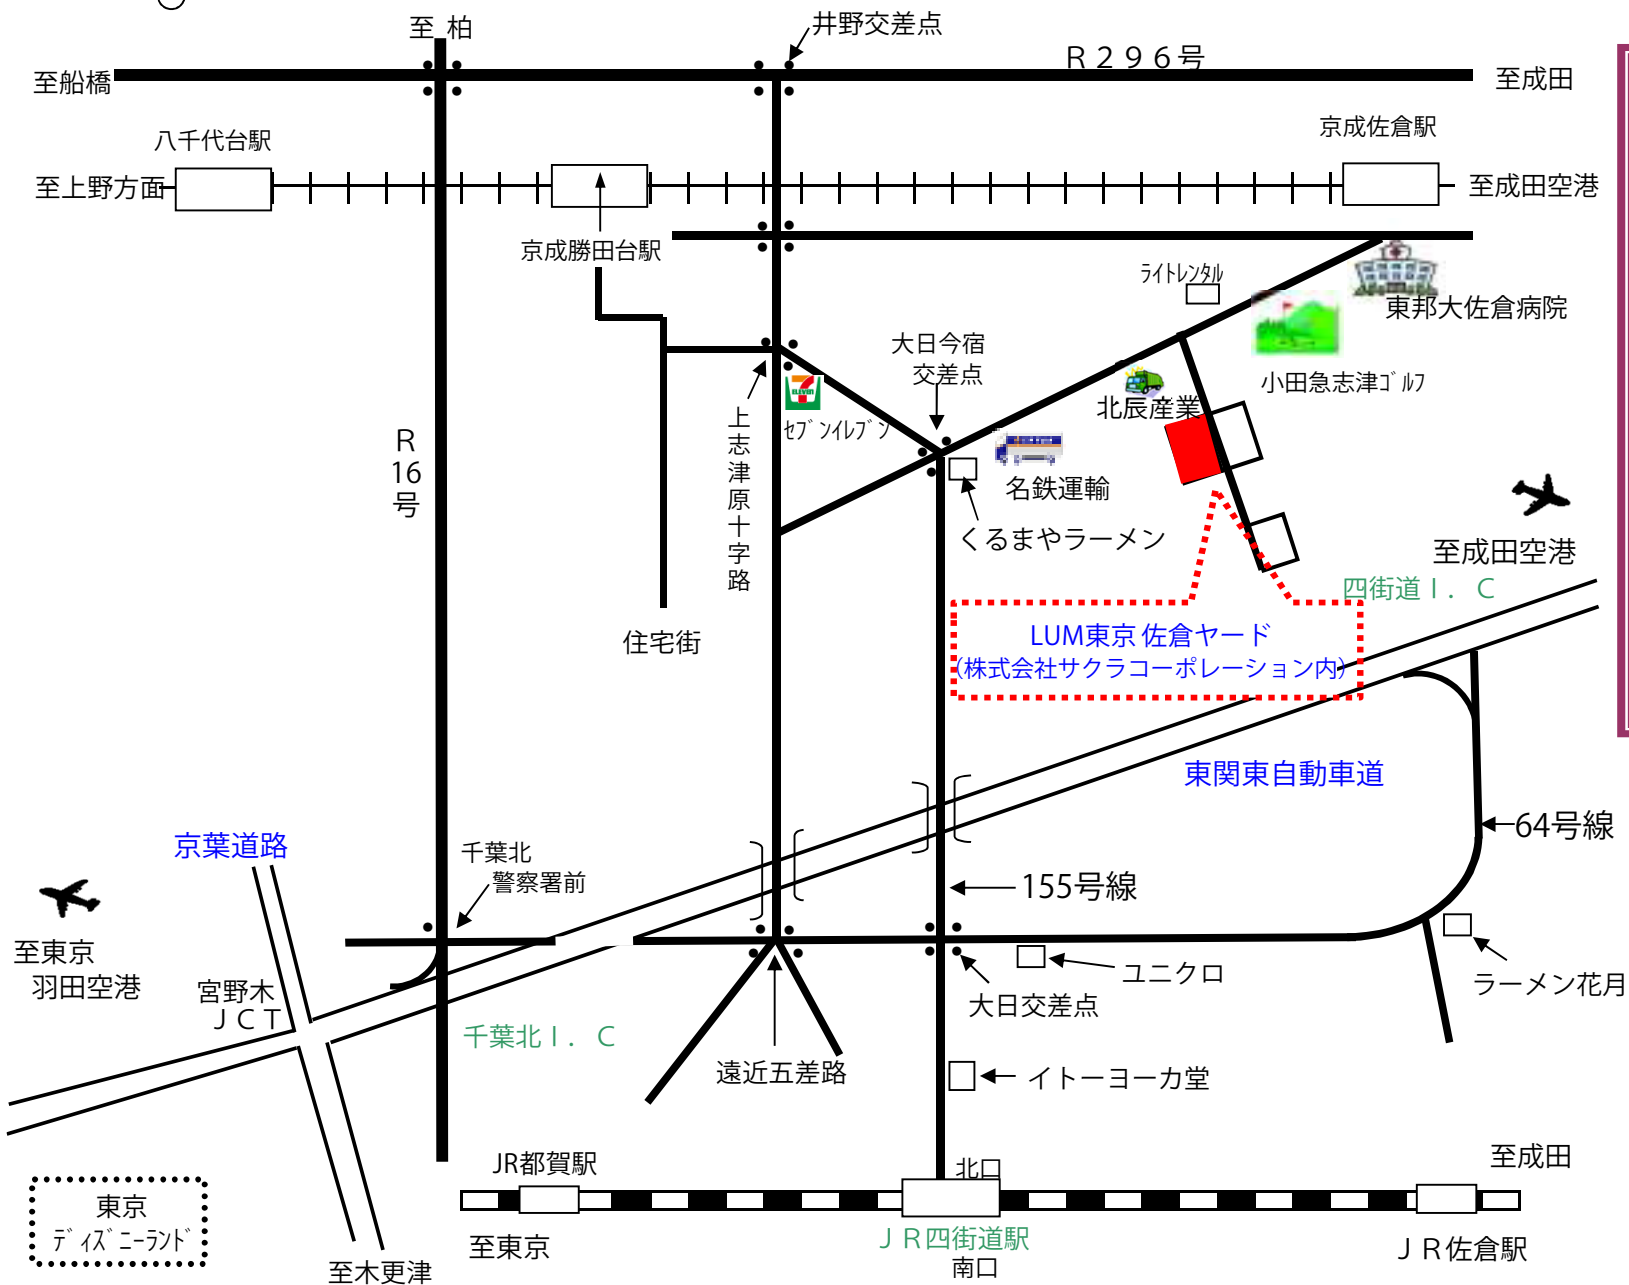 至 柏
井野交差点
R296号
至船橋
至成田
八千代台駅
京成佐倉駅
至上野方面
至成田空港
京成勝田台駅
ライトレンタル
東邦大佐倉病院
大日今宿
交差点
小田急志津ゴルフ
北辰産業
セブンイレブン
上志津原十字路
R
16
号
名鉄運輸
くるまやラーメン
至成田空港
四街道I.C
LUM東京 佐倉ヤード
(株式会社サクラコーポレーション内)
住宅街
東関東自動車道
64号線
京葉道路
千葉北
警察署前
155号線
至東京
羽田空港
宮野木
JCT
ユニクロ
ラーメン花月
大日交差点
千葉北I.C
遠近五差路
イトーヨーカ堂
JR都賀駅
北口
至成田
東京
ディズニーランド
至東京
JR四街道駅
南口
JR佐倉駅
至木更津